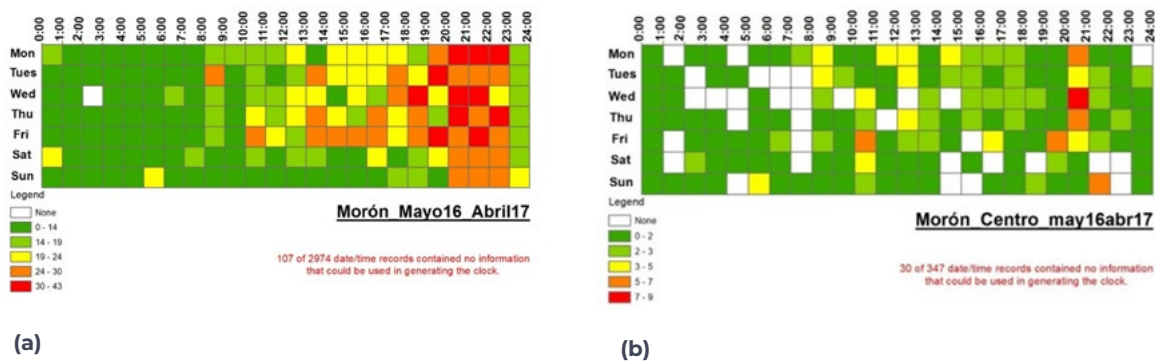 0:00 1:00 2:00 3:00 4:00 5:00 6:00 7:00 8:00 9:00 10:00 11:00 12:00 13:00 14:00 15:00 16:00 17:00 18:00 19:00 20:00 21:00 22:00 23:00 24:00
Mon
Tues
Wed
Thu
Fri
Sat
Sun
Legend
None
0 - 14
14 - 19
19 - 24
24 - 30
30 - 43
Morón_Mayo16_Abril17
107 of 2974 date/time records contained no information
that could be used in generating the clock.
(a)
0:00 1:00 2:00 3:00 4:00 5:00 6:00 7:00 8:00 9:00 10:00 11:00 12:00 13:00 14:00 15:00 16:00 17:00 18:00 19:00 20:00 21:00 22:00 23:00 24:00
Mon
Tues
Wed
Thu
Fri
Sat
Sun
Legend
None
0 - 2
2 - 3
3 - 5
5 - 7
7 - 9
Morón_Centro_may16abr17
30 of 347 date/time records contained no information
that could be used in generating the clock.
(b)